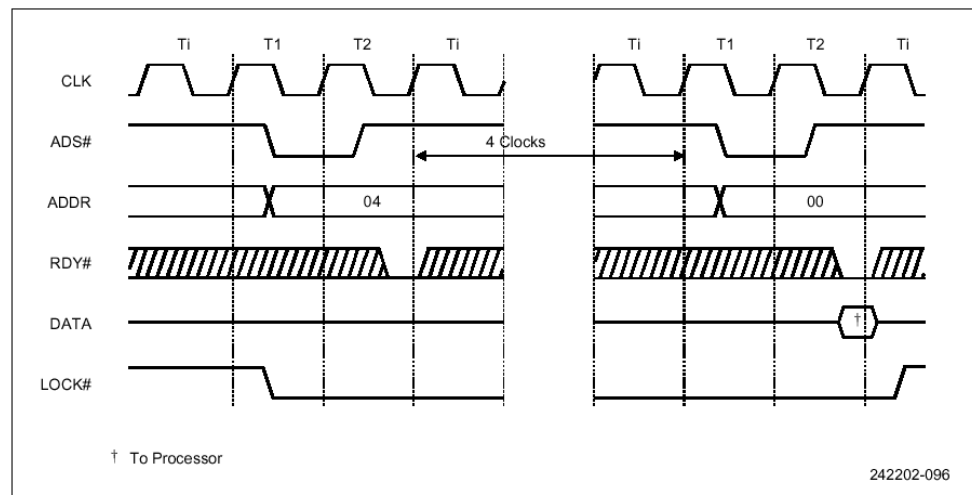 Ti T1 T2 Ti Ti T1 T2 Ti
CLK
ADS#
4 Clocks
ADDR
04 00
RDY#
DATA
†
LOCK#
† To Processor
242202-096